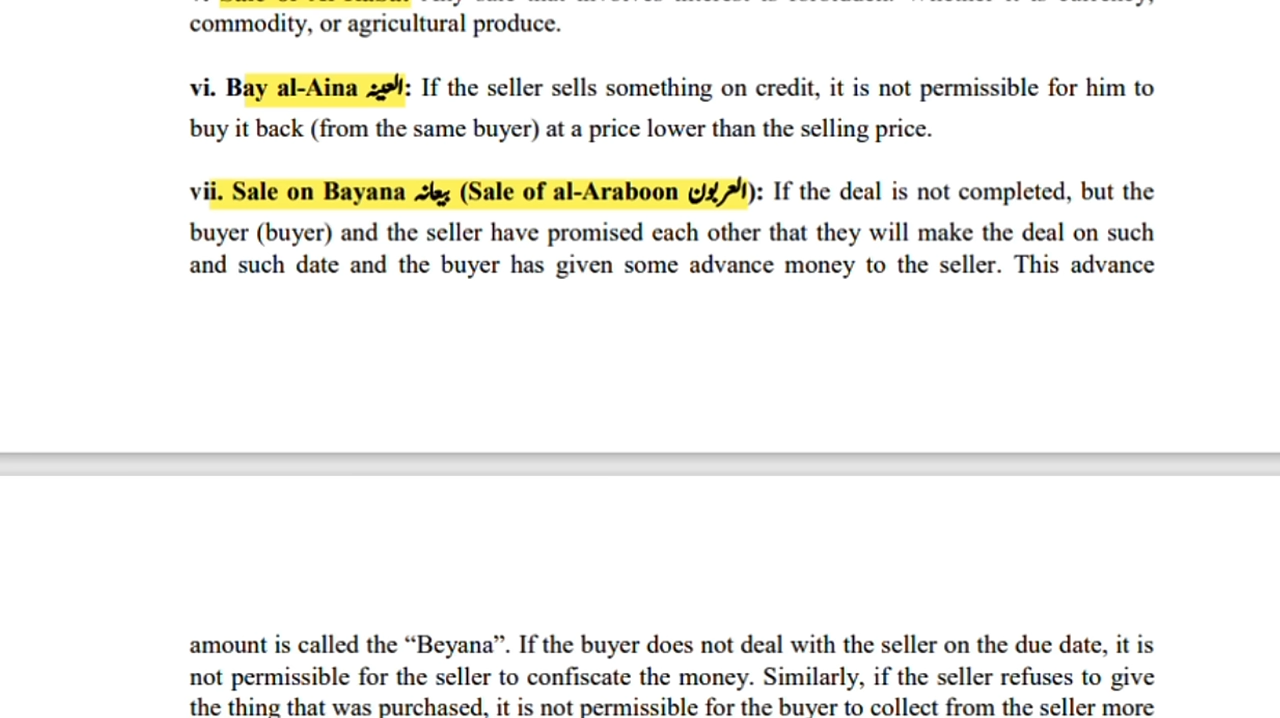 commodity, or agricultural produce.
vi. Bay al-Aina العینہ: If the seller sells something on credit, it is not permissible for him to
buy it back (from the same buyer) at a price lower than the selling price.
vii. Sale on Bayana بیعانہ (Sale of al-Araboon العربون): If the deal is not completed, but the
buyer (buyer) and the seller have promised each other that they will make the deal on such
and such date and the buyer has given some advance money to the seller. This advance
amount is called the “Beyana”. If the buyer does not deal with the seller on the due date, it is
not permissible for the seller to confiscate the money. Similarly, if the seller refuses to give
the thing that was purchased, it is not permissible for the buyer to collect from the seller more